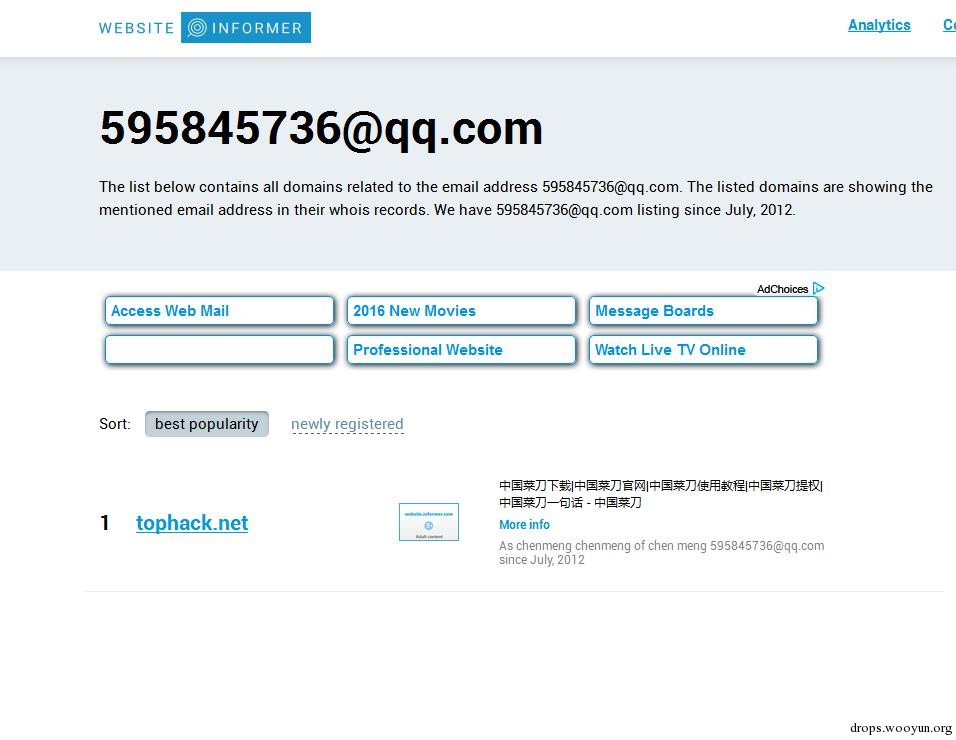 WEBSITE INFORMER
Analytics
595845736@qq.com
The list below contains all domains related to the email address 595845736@qq.com. The listed domains are showing the
mentioned email address in their whois records. We have 595845736@qq.com listing since July, 2012.
AdChoices
Access Web Mail
2016 New Movies
Message Boards
Professional Website
Watch Live TV Online
Sort: best popularity newly registered
中国菜刀下载|中国菜刀官网|中国菜刀使用教程|中国菜刀提权|
中国菜刀一句话 - 中国菜刀
1 tophack.net
website.informer.com
Adult content
More info
As chenmeng chenmeng of chen meng 595845736@qq.com
since July, 2012
drops.wooyun.org